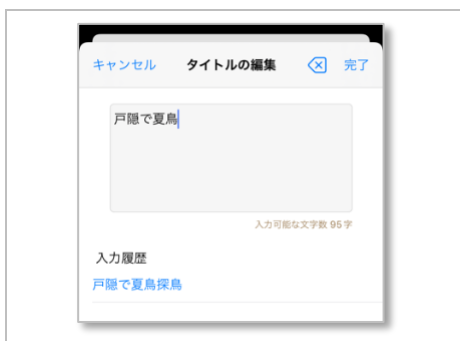 キャンセル タイトルの編集 完了
戸隠で夏鳥
入力可能な文字数 95 字
入力履歴
戸隠で夏鳥探鳥